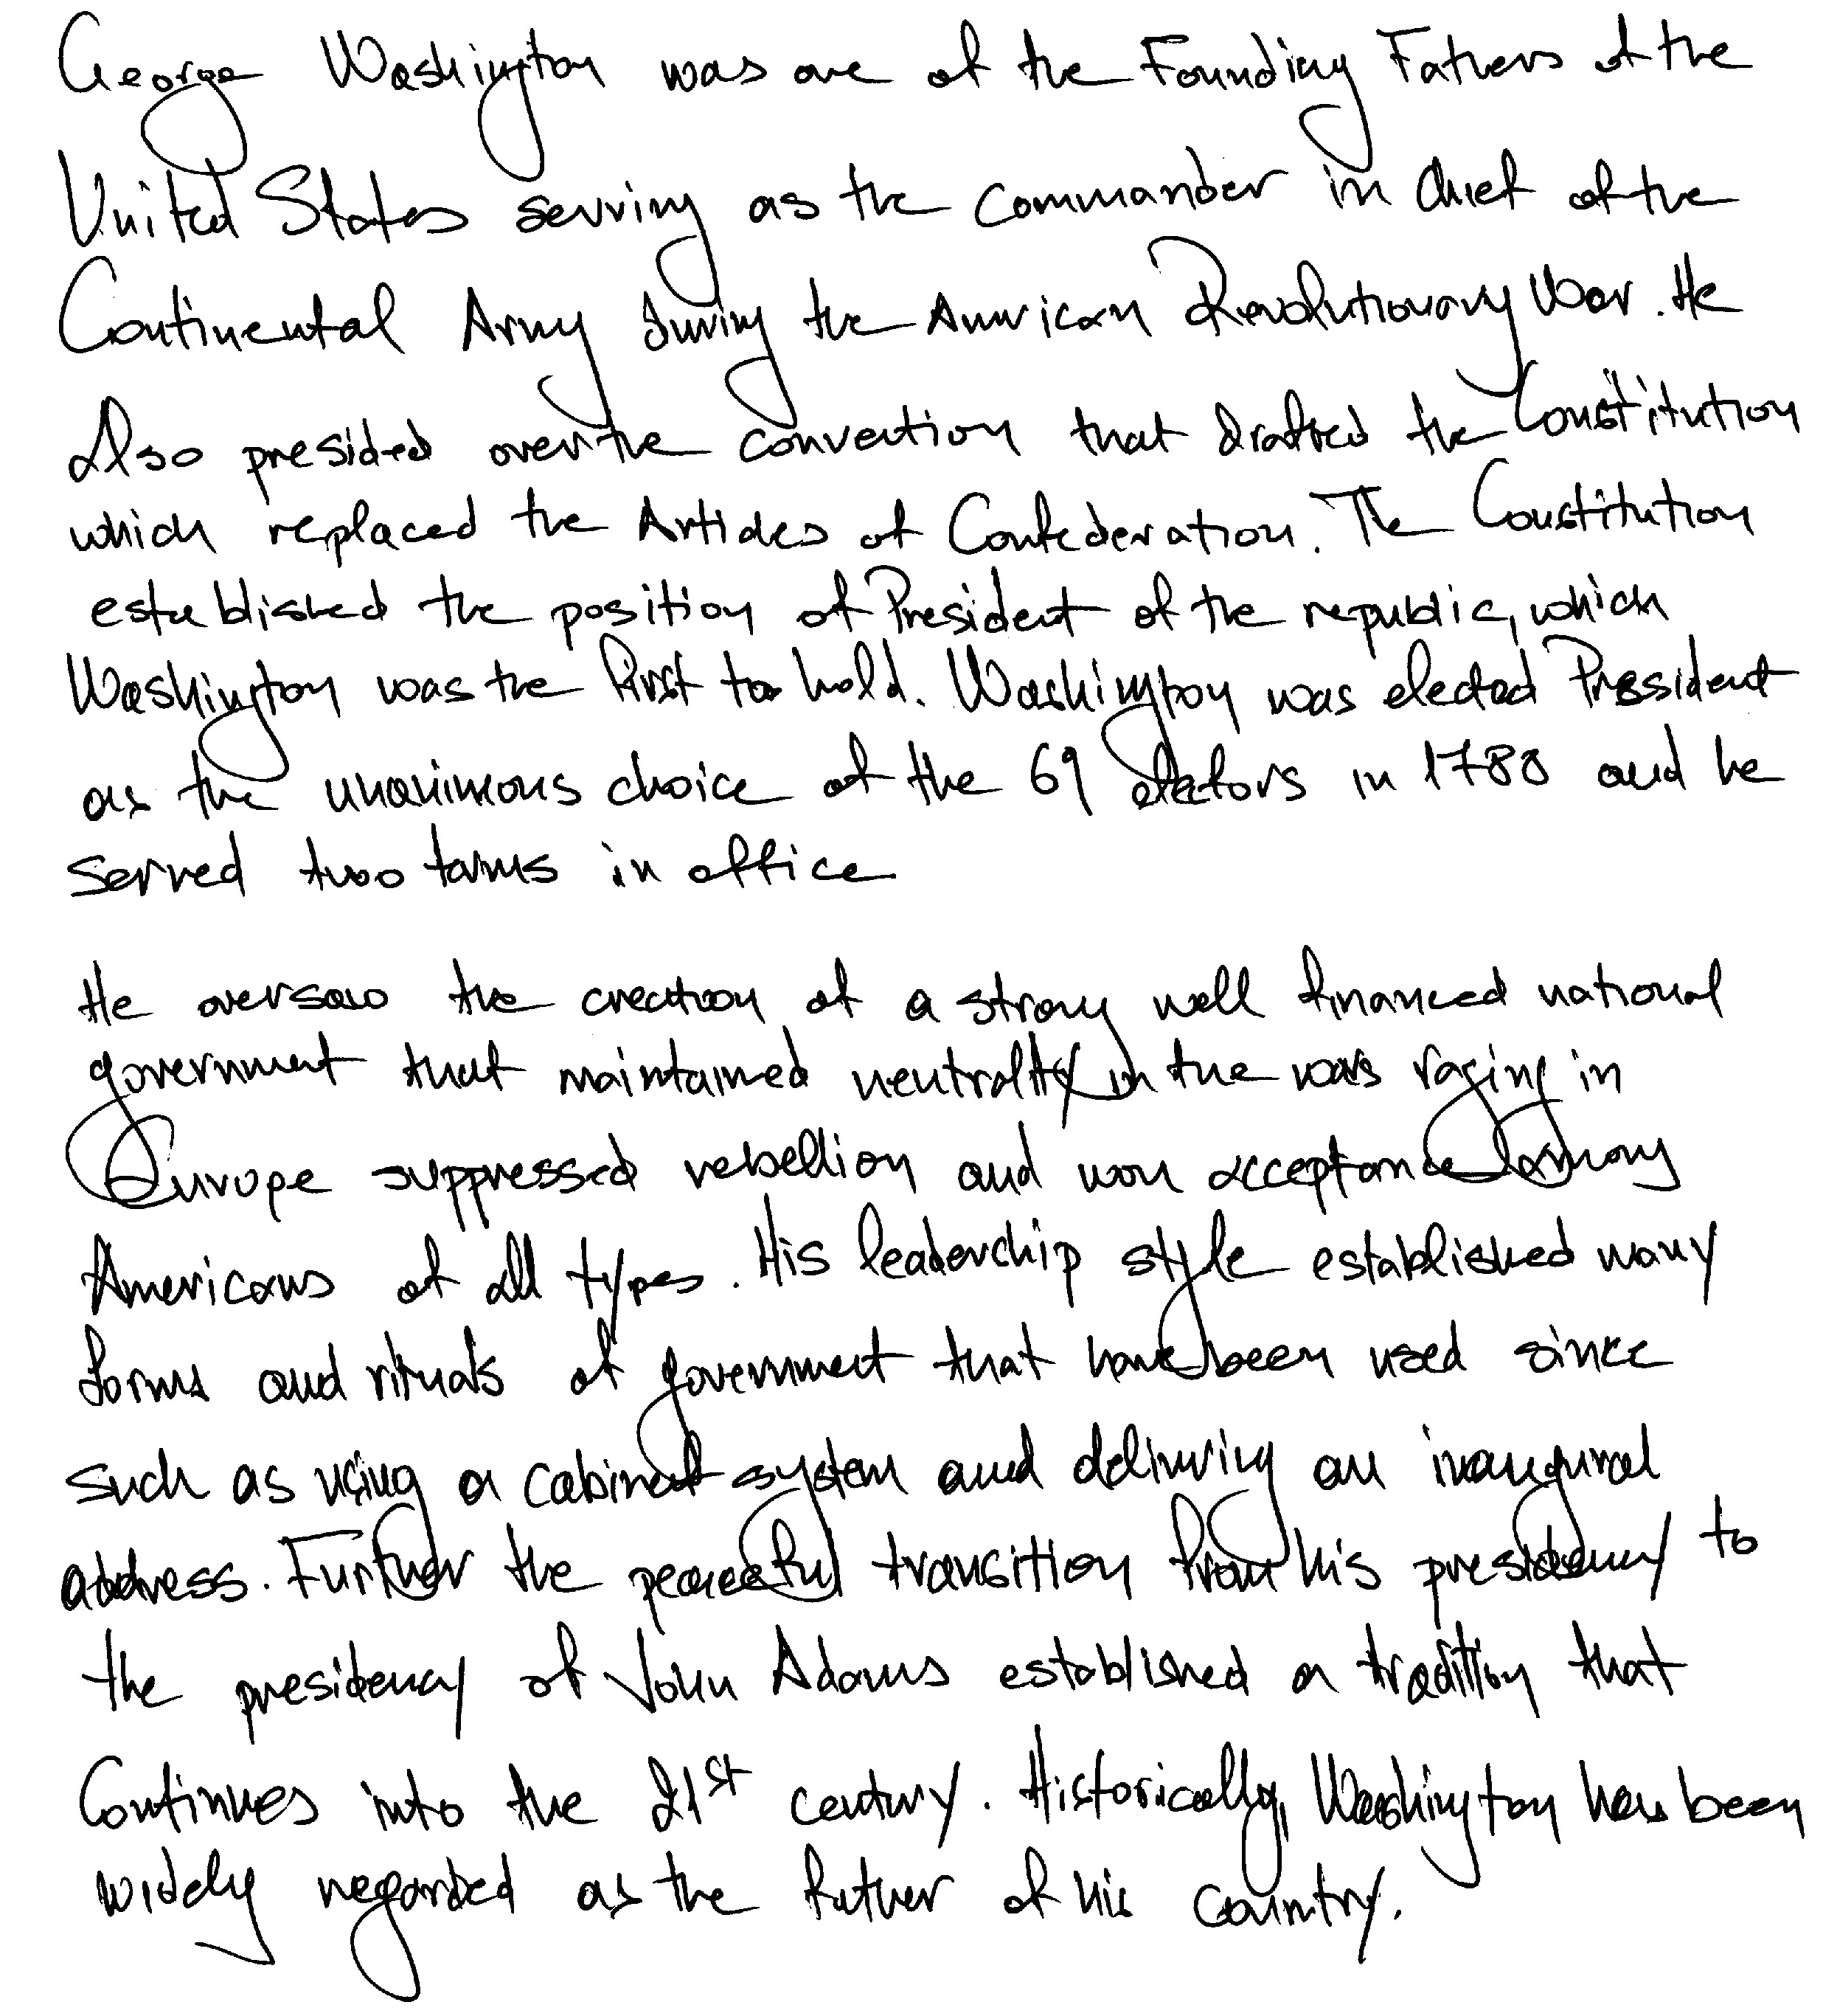 George Washington was one of the Founding Fathers of the
United States serving as the Commander in Chief of the
Continental Army during the American Revolutionary War. He
Also presided over the convention that drafted the Constitution
which replaced the Articles of Confederation. The Constitution
established the position of President of the republic, which
Washington was the first to hold. Washington was elected President
as the unanimous choice of the 69 electors in 1788 and he
served two terms in office
He oversaw the creation of a strong well financed national
government that maintained neutrality in the wars raging in
Europe suppressed rebellion and won acceptance among
Americans of all types. His leadership style established many
forms and rituals of government that have been used since
such as using a cabinet system and delivering an inaugural
address. Further the peaceful transition from his presidency to
the presidency of John Adams established a tradition that
Continues into the 21st century. Historically, Washington has been
widely regarded as the father of his country.